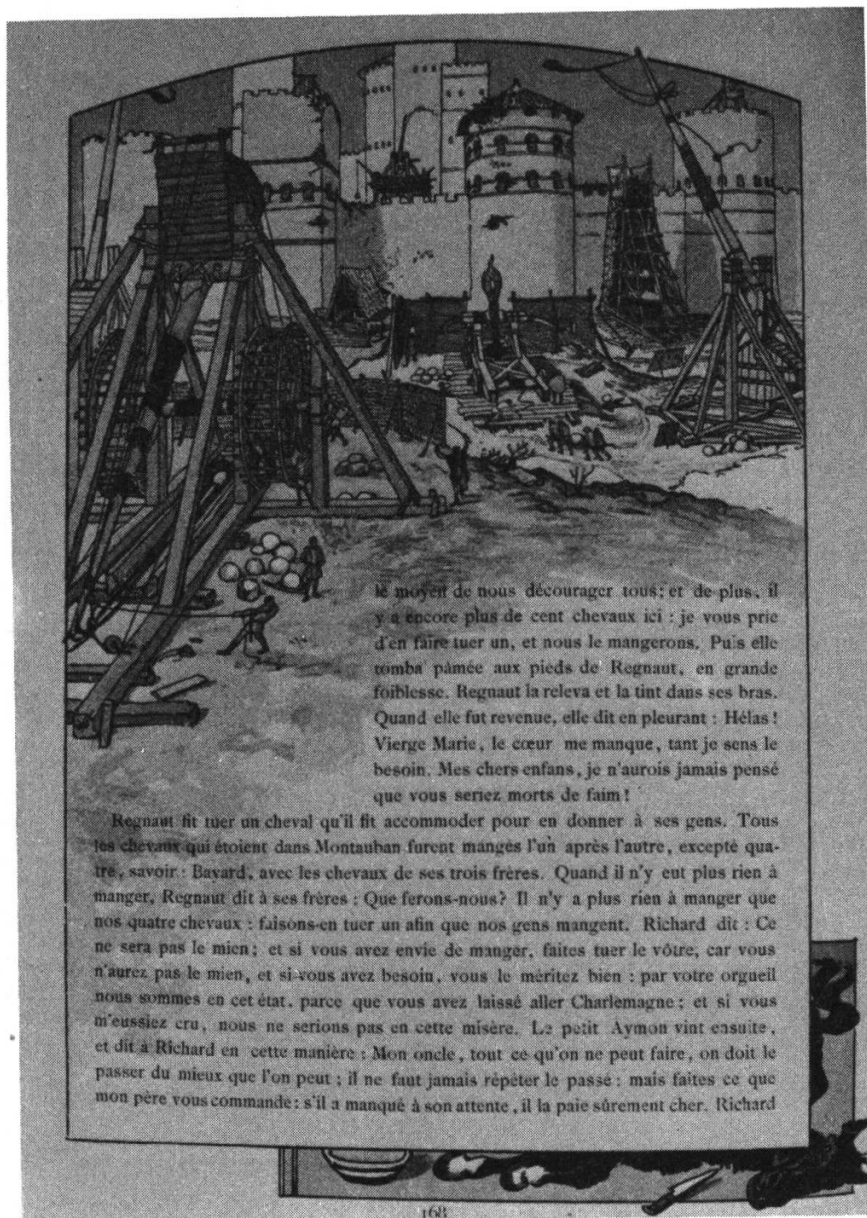 le moyen de nous décourager tous; et de plus, il
y a encore plus de cent chevaux ici : je vous prie
d'en faire tuer un, et nous le mangerons. Puis elle
tomba pâmée aux pieds de Regnaut, en grande
foiblesse. Regnaut la releva et la tint dans ses bras.
Quand elle fut revenue, elle dit en pleurant : Hélas !
Vierge Marie, le cœur me manque, tant je sens le
besoin. Mes chers enfans, je n'aurois jamais pensé
que vous seriez morts de faim !
Regnaut fit tuer un cheval qu'il fit accommoder pour en donner à ses gens. Tous
les chevaux qui étoient dans Montauban furent mangés l'un après l'autre, excepté qua-
tre, savoir : Bayard, avec les chevaux de ses trois frères. Quand il n'y eut plus rien à
manger, Regnaut dit à ses frères : Que ferons-nous? Il n'y a plus rien à manger que
nos quatre chevaux : faisons-en tuer un afin que nos gens mangent. Richard dit : Ce
ne sera pas le mien; et si vous avez envie de manger, faites tuer le vôtre, car vous
n'aurez pas le mien, et si vous avez besoin, vous le méritez bien : par votre orgueil
nous sommes en cet état, parce que vous avez laissé aller Charlemagne; et si vous
m'eussiez cru, nous ne serions pas en cette misère. Le petit Aymon vint ensuite,
et dit à Richard en cette manière : Mon oncle, tout ce qu'on ne peut faire, on doit le
passer du mieux que l'on peut ; il ne faut jamais répéter le passé : mais faites ce que
mon père vous commande: s'il a manqué à son attente, il la paie sûrement cher. Richard
168